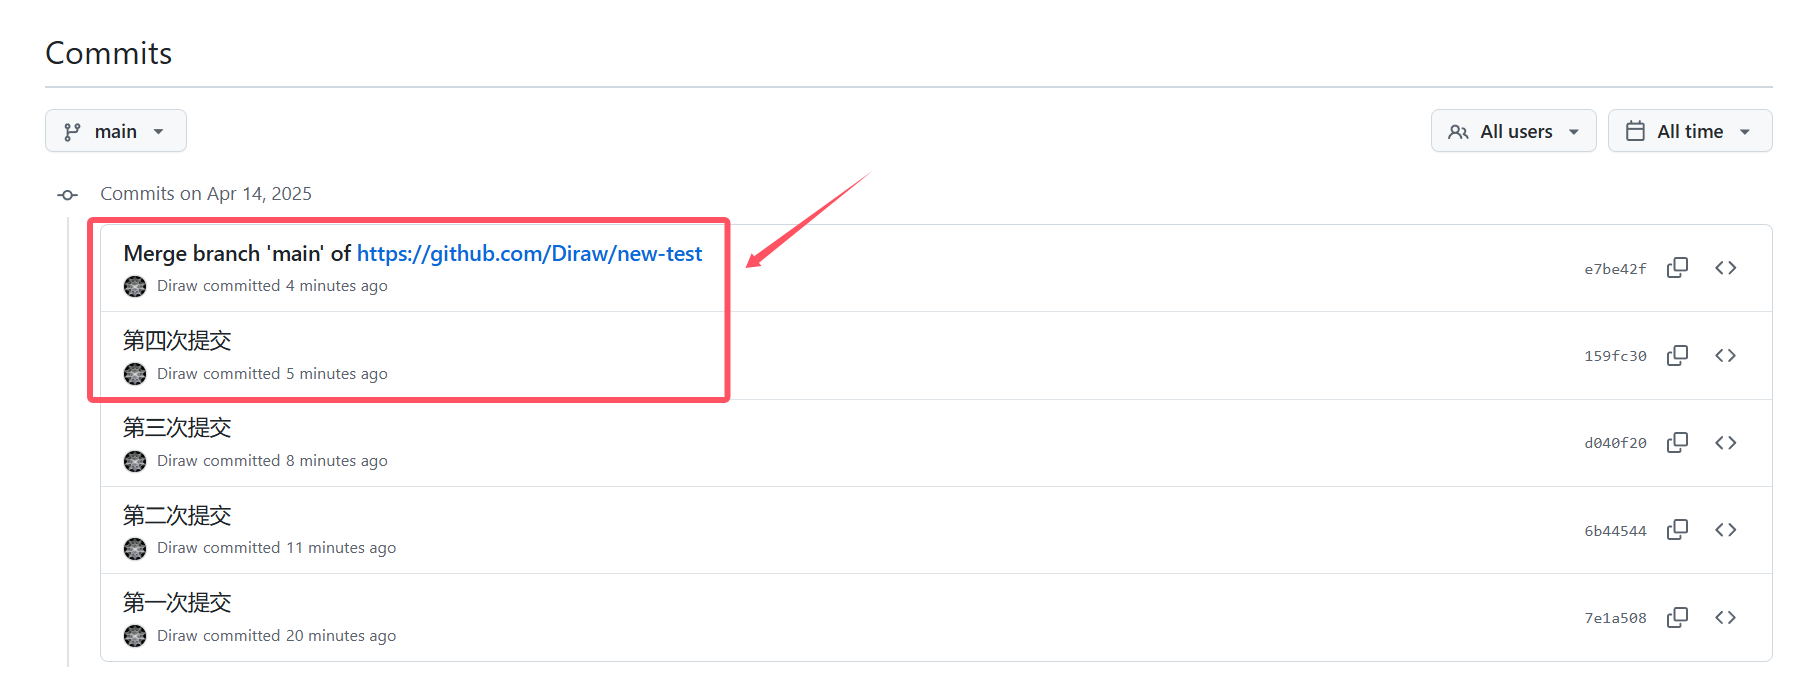 Commits
main
All users
All time
Commits on Apr 14, 2025
Merge branch 'main' of https://github.com/Diraw/new-test
Diraw committed 4 minutes ago
e7be42f
第四次提交
Diraw committed 5 minutes ago
159fc30
第三次提交
Diraw committed 8 minutes ago
d040f20
第二次提交
Diraw committed 11 minutes ago
6b44544
第一次提交
Diraw committed 20 minutes ago
7e1a508